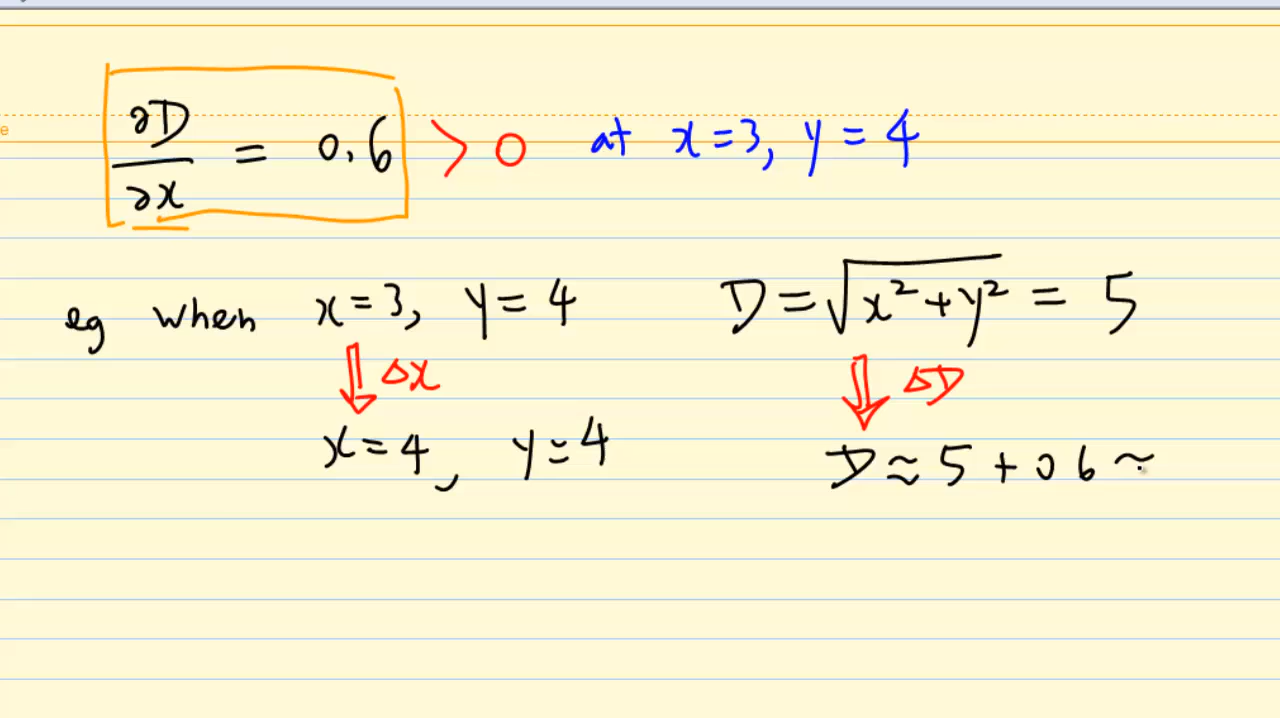 e
∂D/∂x = 0.6 > 0 at x = 3, y = 4
eg when x = 3, y = 4 D = √(x² + y²) = 5
Δx ΔD
x = 4, y = 4 D ≈ 5 + 0 6 ≈